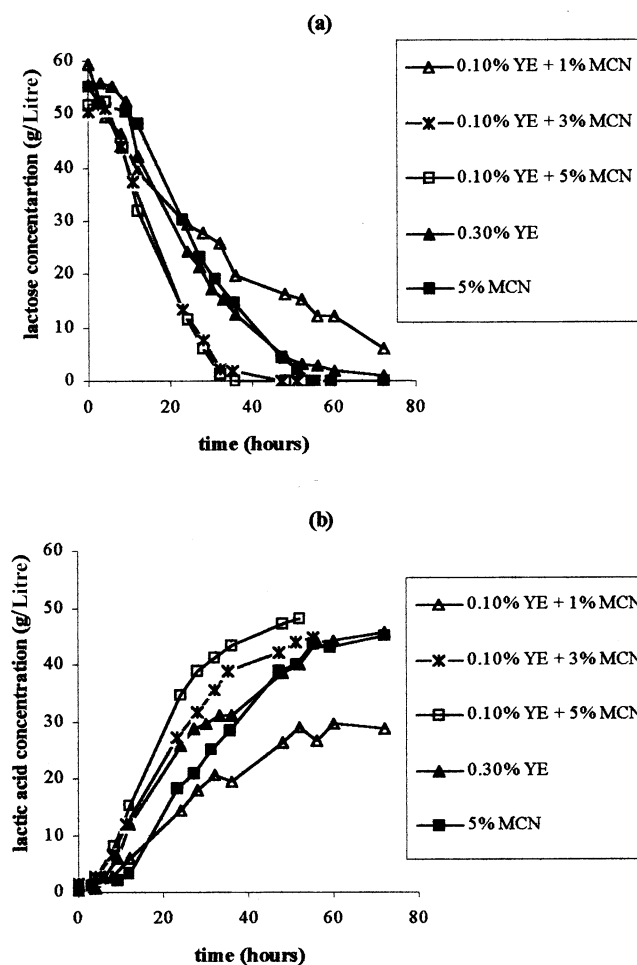 (a)
lactose concentartion (g/Litre)
60
50
40
30
20
10
0
0 20 40 60 80
time (hours)
0.10% YE + 1% MCN
0.10% YE + 3% MCN
0.10% YE + 5% MCN
0.30% YE
5% MCN
(b)
lactic acid concentration (g/Litre)
60
50
40
30
20
10
0
0 20 40 60 80
time (hours)
0.10% YE + 1% MCN
0.10% YE + 3% MCN
0.10% YE + 5% MCN
0.30% YE
5% MCN